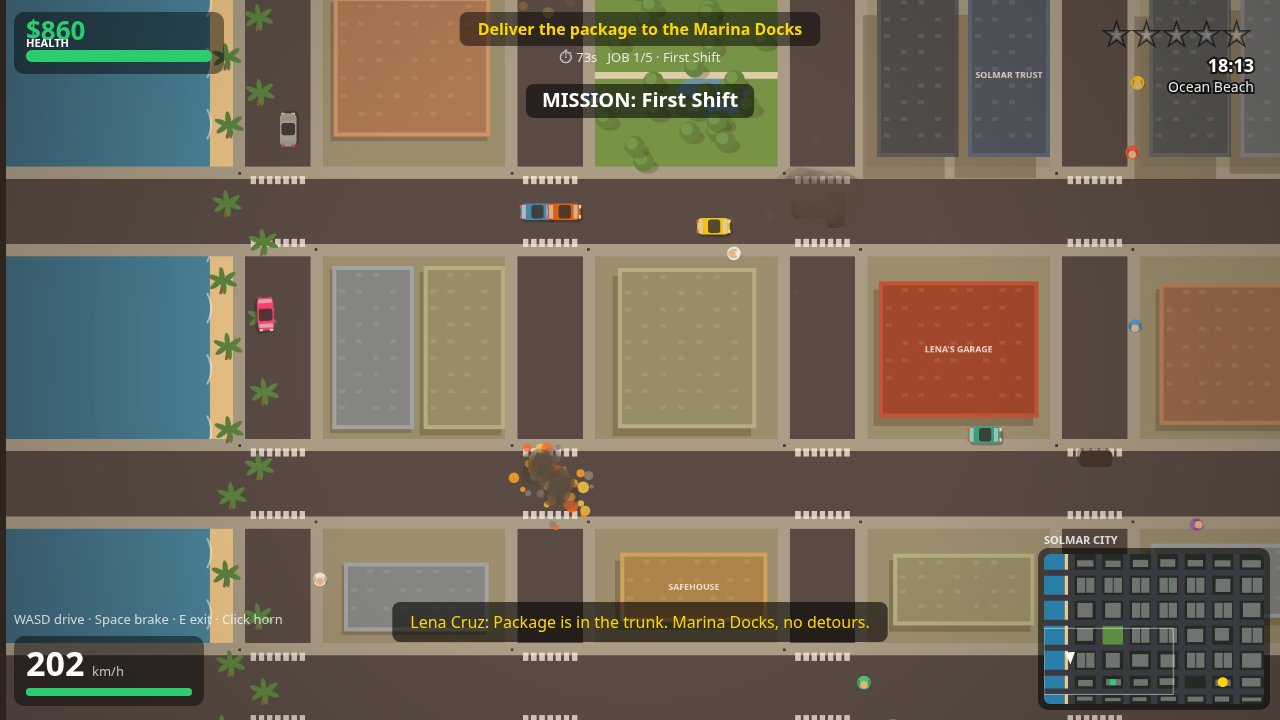 $860
HEALTH
Deliver the package to the Marina Docks
73s JOB 1/5 · First Shift
MISSION: First Shift
18:13
Ocean Beach
SOLMAR TRUST
LENA'S GARAGE
SAFEHOUSE
SOLMAR CITY
WASD drive · Space brake · E exit · Click horn
Lena Cruz: Package is in the trunk. Marina Docks, no detours.
202 km/h